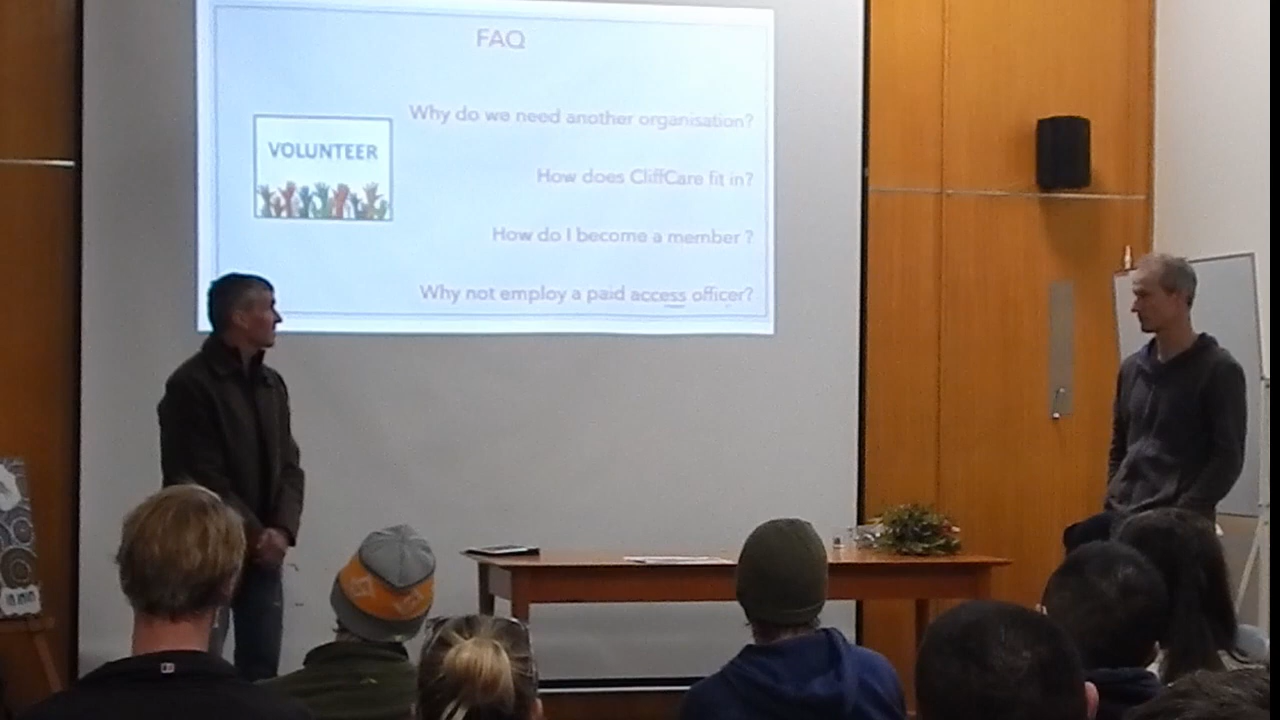 FAQ
Why do we need another organisation?
VOLUNTEER
How does CliffCare fit in?
How do I become a member ?
Why not employ a paid access officer?